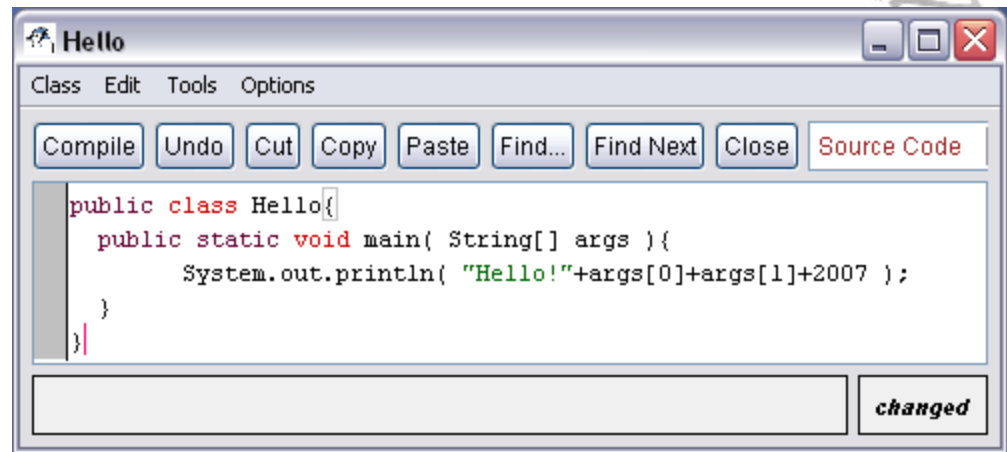 Hello
Class Edit Tools Options
Compile Undo Cut Copy Paste Find... Find Next Close Source Code
public class Hello{
public static void main( String[] args ){
System.out.println( "Hello!"+args[0]+args[1]+2007 );
}
}
changed